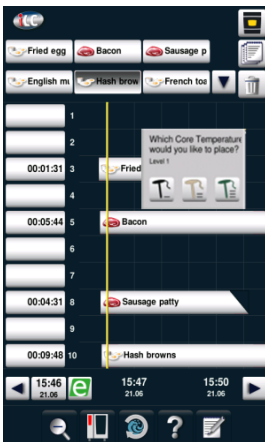 icc
Fried egg
Bacon
Sausage p
English mu
Hash brow
French toa
1
2
Which Core Temperature
would you like to place?
Level 1
00:01:31 3 Fried
4
00:05:44 5 Bacon
6
7
00:04:31 8 Sausage patty
9
00:09:48 10 Hash browns
15:46 15:47 15:50
21.06 21.06 21.06
e
?